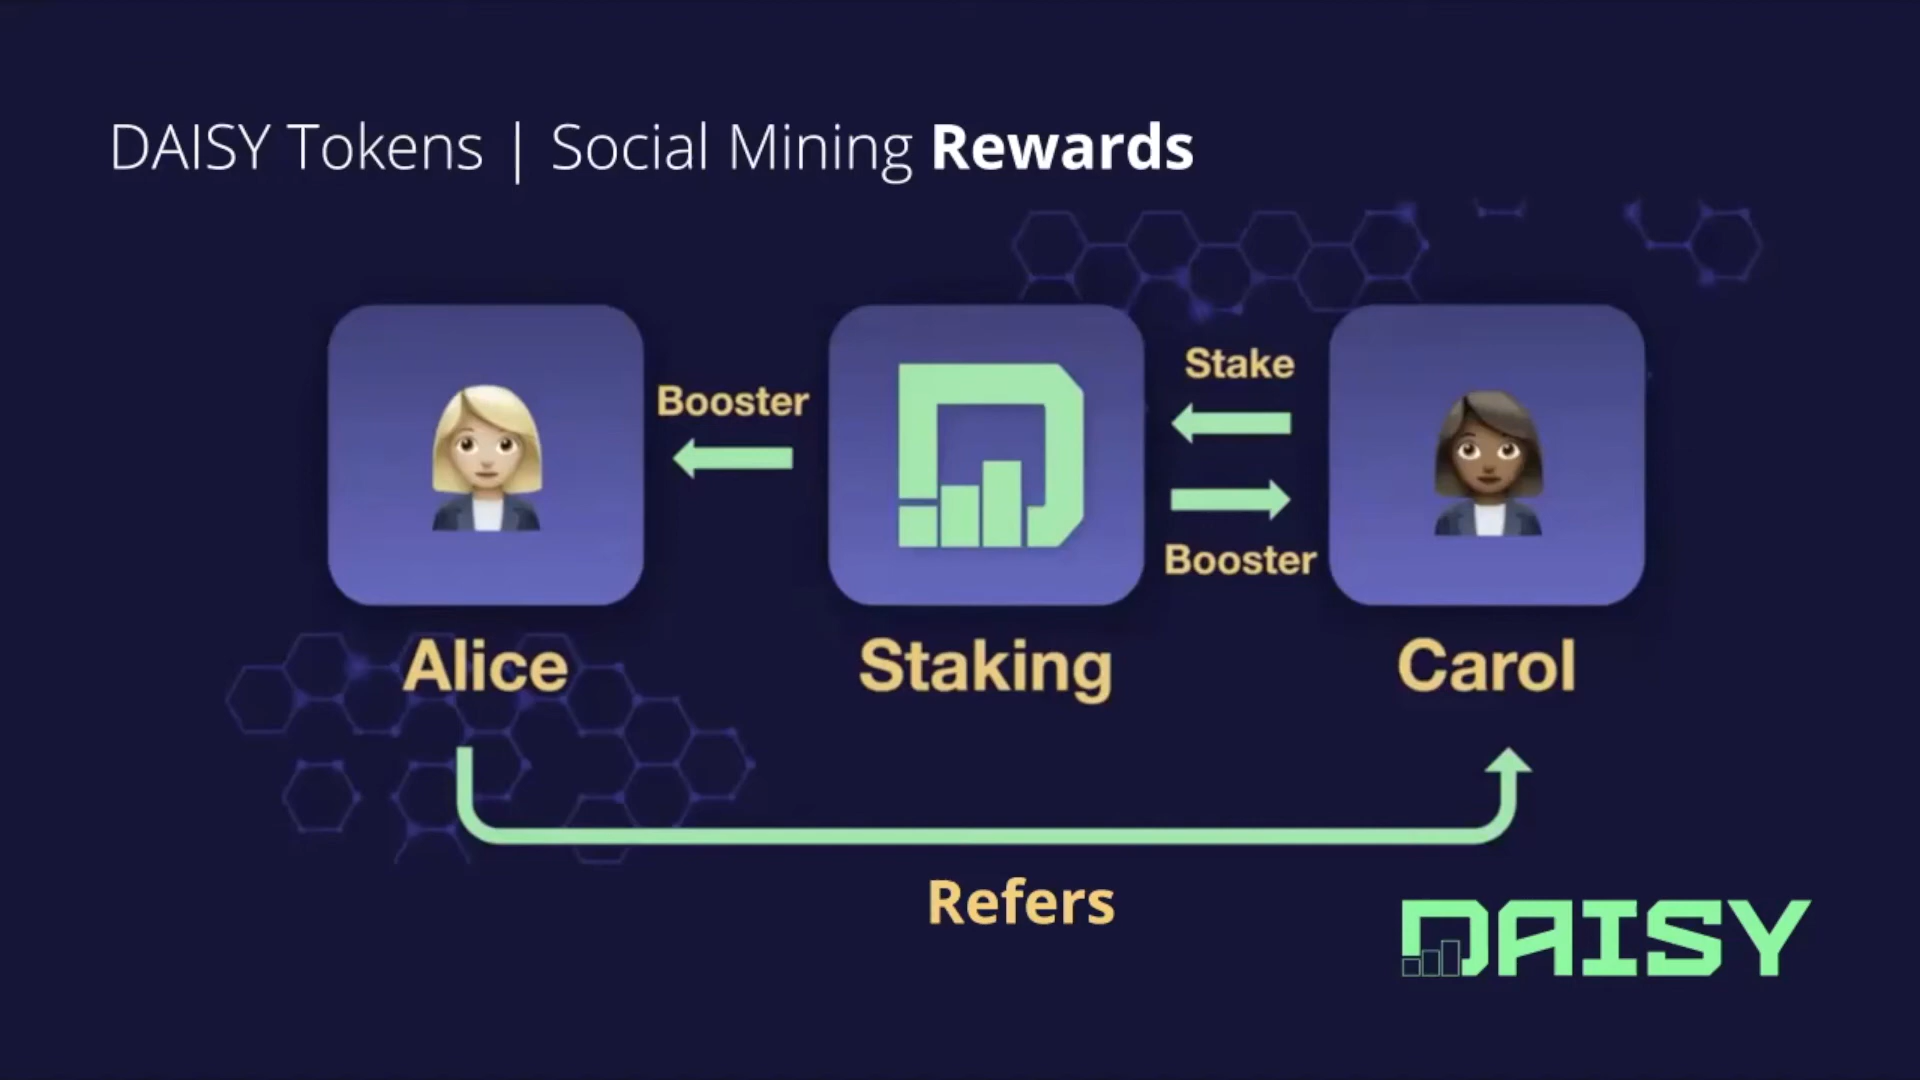 DAISY Tokens | Social Mining Rewards
Booster
Stake
Booster
Alice
Staking
Carol
Refers
DAISY